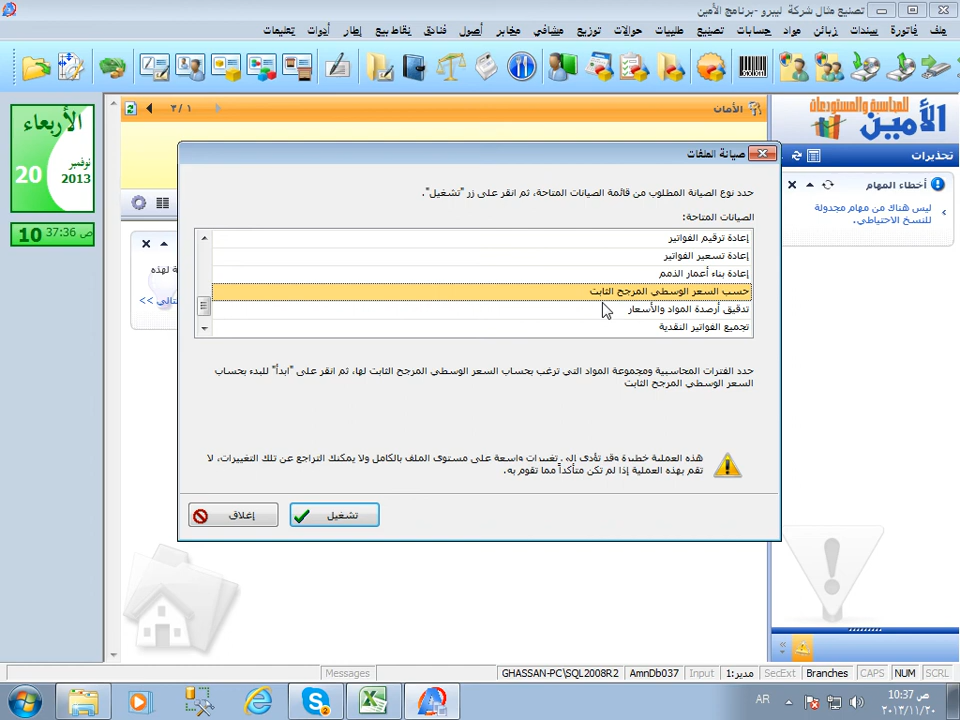 تصنيع مثال شركة ليبرو -برنامج الأمين
ملف فاتورة سندات زبائن مواد حسابات تصنيع طلبيات حوالات توزيع مشافي مخابر أصول فنادق نقاط بيع إطار أدوات تعليمات
الأربعاء
نوفمبر
20
2013
10 37:36 ص
١ / ٢
الأمان
للمحاسبة والمستودعات
الأمين
تحذيرات
أخطاء المهام
ليس هناك من مهام مجدولة
للنسخ الاحتياطي.
صيانة الملفات
حدد نوع الصيانة المطلوب من قائمة الصيانات المتاحة، ثم انقر على زر "تشغيل".
الصيانات المتاحة:
إعادة ترقيم الفواتير
إعادة تسعير الفواتير
إعادة بناء أعمار الذمم
حسب السعر الوسطي المرجح الثابت
تدقيق أرصدة المواد والأسعار
تجميع الفواتير النقدية
حدد الفترات المحاسبية ومجموعة المواد التي ترغب بحساب السعر الوسطي المرجح الثابت لها، ثم انقر على "ابدأ" للبدء بحساب
السعر الوسطي المرجح الثابت
هذه العملية خطيرة وقد تؤدي إلى تغييرات واسعة على مستوى الملف بالكامل ولا يمكنك التراجع عن تلك التغييرات، لا
تقم بهذه العملية إذا لم تكن متأكداً مما تقوم به.
تشغيل
إغلاق
Messages
GHASSAN-PC\SQL2008R2
AmnDb037
Input
مدير:1
SecExt
Branches
CAPS
NUM
SCRL
AR
10:37 ص
٢٠١٣/١١/٢٠